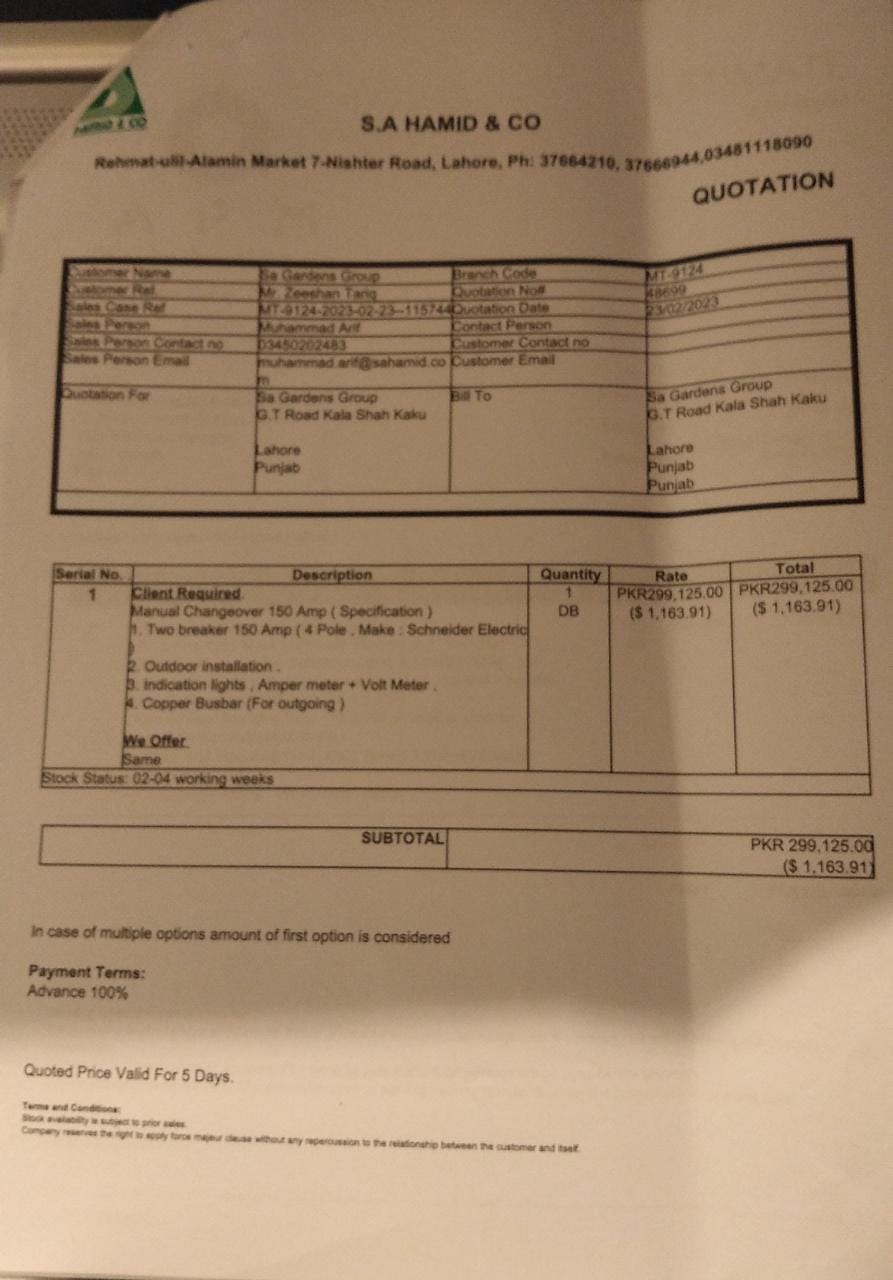 HAMID & CO
S.A HAMID & CO
Rehmat-ulil-Alamin Market 7-Nishter Road, Lahore, Ph: 37664210, 37666944,03481118090
QUOTATION
Customer Name Sa Gardens Group Branch Code MT-9124
Customer Ref. Mr. Zeeshan Tariq Quotation No# 48699
Sales Case Ref MT-9124-2023-02-23--115744 Quotation Date 23/02/2023
Sales Person Muhammad Arif Contact Person
Sales Person Contact no 03450202483 Customer Contact no
Sales Person Email muhammad.arif@sahamid.co Customer Email
m
Quotation For Sa Gardens Group Bill To Sa Gardens Group
G.T Road Kala Shah Kaku G.T Road Kala Shah Kaku
Lahore Lahore
Punjab Punjab
Punjab
Serial No. Description Quantity Rate Total
1 Client Required 1 PKR299,125.00 PKR299,125.00
Manual Changeover 150 Amp ( Specification ) DB ($ 1,163.91) ($ 1,163.91)
1. Two breaker 150 Amp ( 4 Pole , Make : Schneider Electric
)
2. Outdoor installation .
3. Indication lights , Amper meter + Volt Meter .
4. Copper Busbar (For outgoing )
We Offer
Same
Stock Status: 02-04 working weeks
SUBTOTAL PKR 299,125.00
($ 1,163.91)
In case of multiple options amount of first option is considered
Payment Terms:
Advance 100%
Quoted Price Valid For 5 Days.
Terms and Conditions:
Stock availability is subject to prior sales.
Company reserves the right to apply force majeur clause without any repercussion to the relationship between the customer and itself.